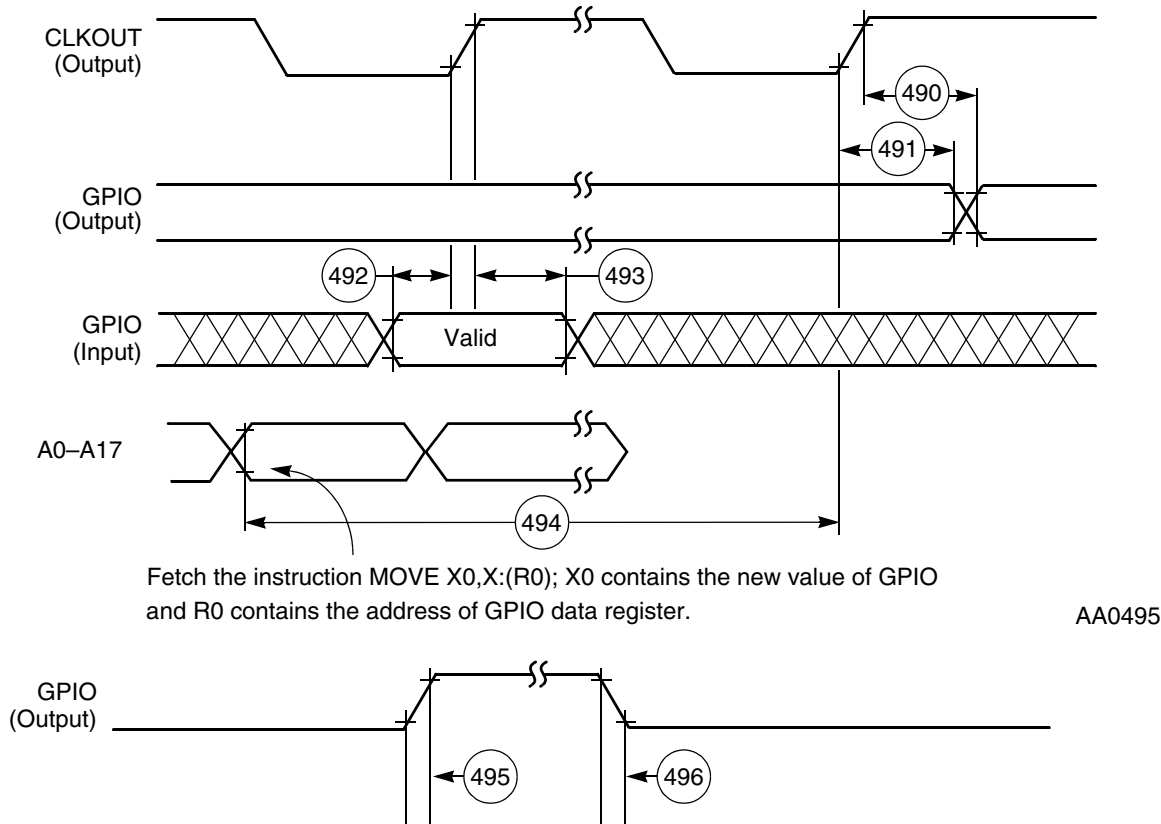 CLKOUT
(Output)
490
491
GPIO
(Output)
492
493
GPIO
(Input)
Valid
A0–A17
494
Fetch the instruction MOVE X0,X:(R0); X0 contains the new value of GPIO
and R0 contains the address of GPIO data register.
AA0495
GPIO
(Output)
495
496